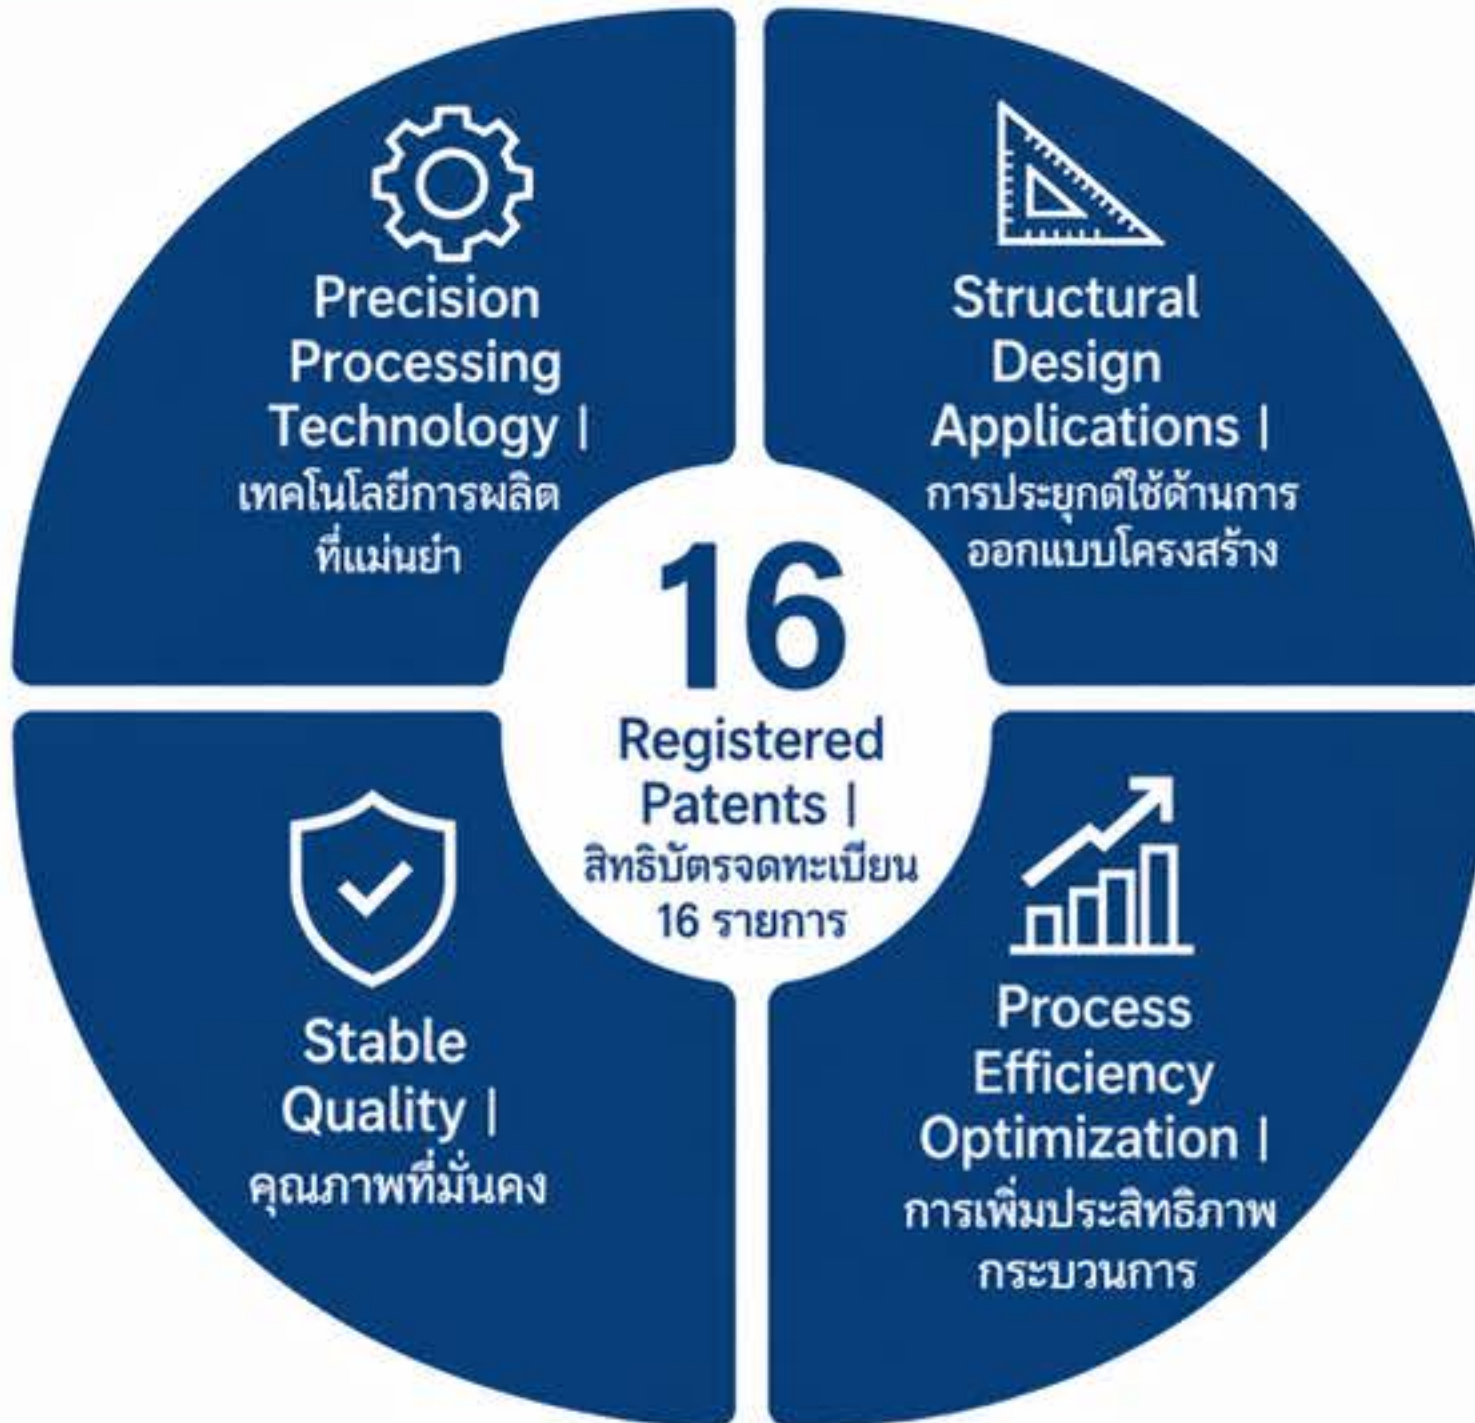 Precision
Processing
Technology |
เทคโนโลยีการผลิต
ที่แม่นยำ
Structural
Design
Applications |
การประยุกต์ใช้ด้านการ
ออกแบบโครงสร้าง
16
Registered
Patents |
สิทธิบัตรจดทะเบียน
16 รายการ
Stable
Quality |
คุณภาพที่มั่นคง
Process
Efficiency
Optimization |
การเพิ่มประสิทธิภาพ
กระบวนการ